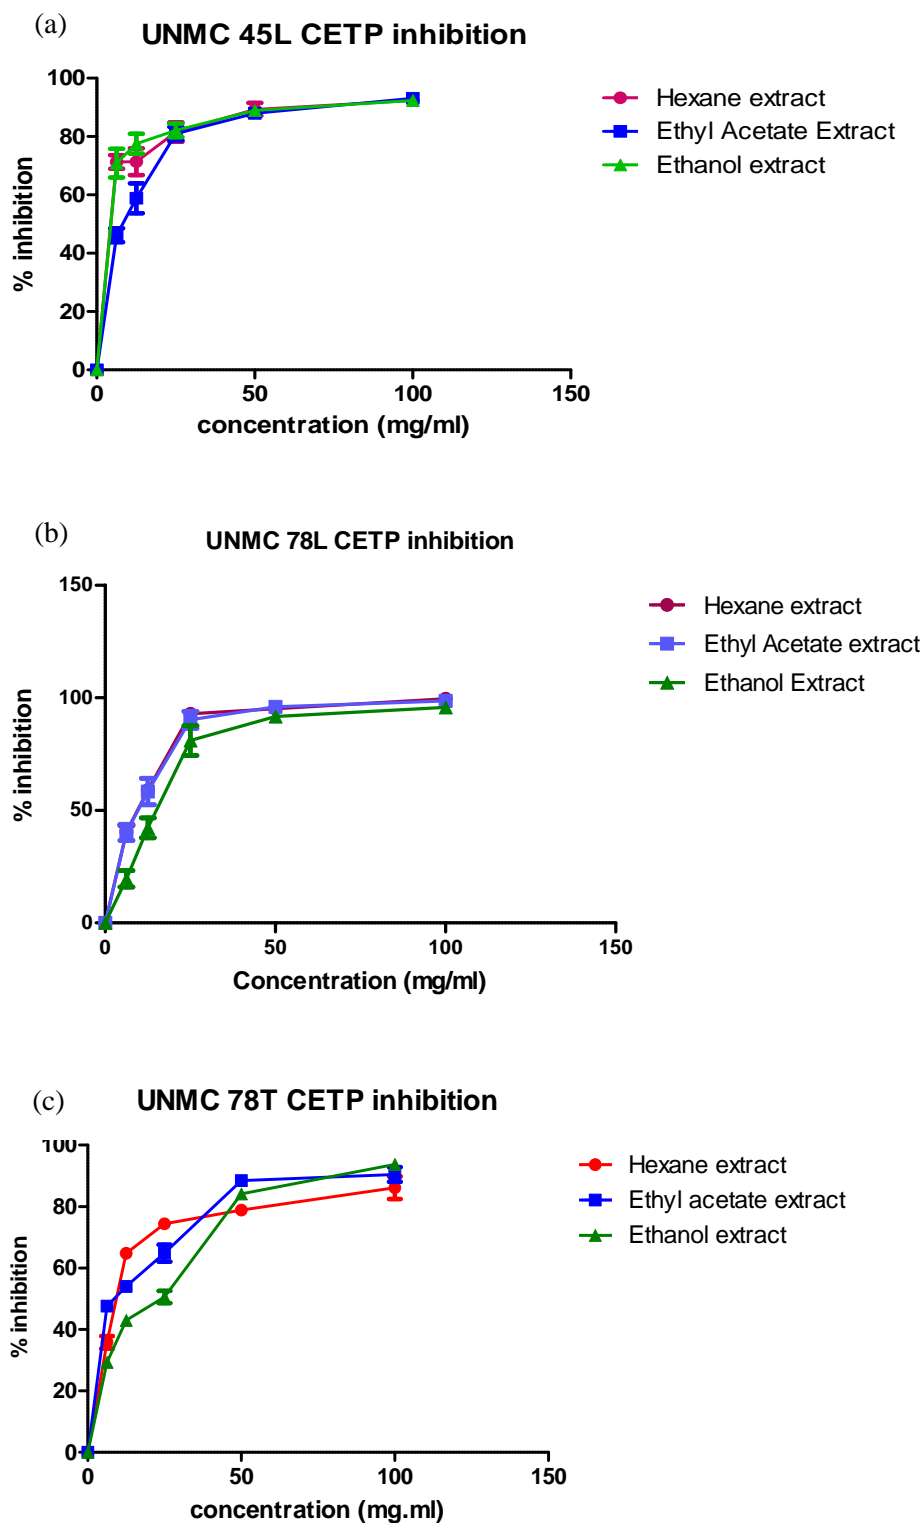 (a)
UNMC 45L CETP inhibition
100
80
60
40
20
0
% inhibition
0 50 100 150
concentration (mg/ml)
Hexane extract
Ethyl Acetate Extract
Ethanol extract
(b)
UNMC 78L CETP inhibition
150
100
50
0
% inhibition
0 50 100 150
Concentration (mg/ml)
Hexane extract
Ethyl Acetate extract
Ethanol Extract
(c)
UNMC 78T CETP inhibition
100
80
60
40
20
0
% inhibition
0 50 100 150
concentration (mg.ml)
Hexane extract
Ethyl acetate extract
Ethanol extract